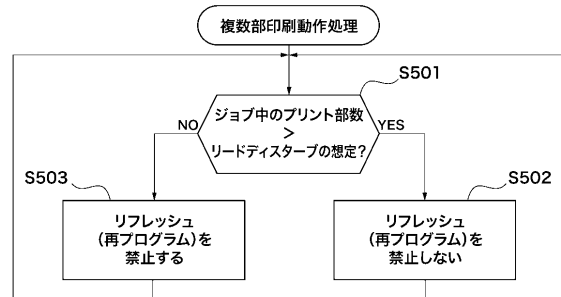 複数部印刷動作処理
S501
ジョブ中のプリント部数
>
リードディスターブの想定?
NO
YES
S503
S502
リフレッシュ
(再プログラム)を
禁止する
リフレッシュ
(再プログラム)を
禁止しない